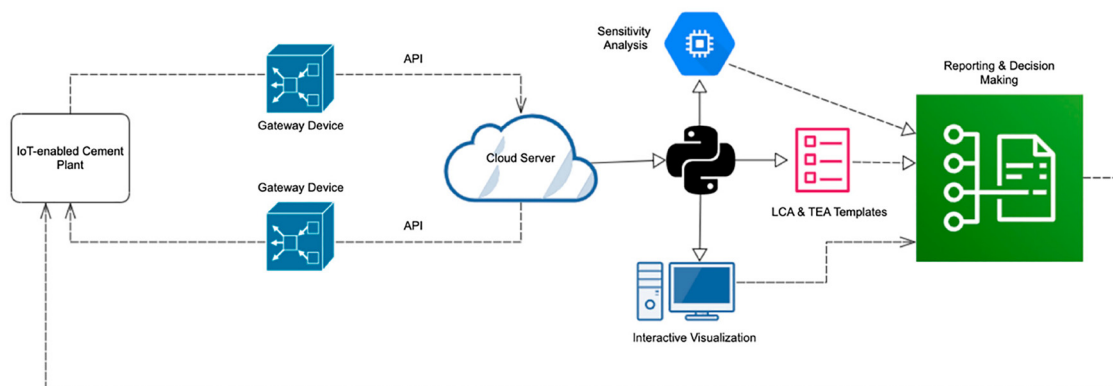 Sensitivity
Analysis
API
Reporting & Decision
Making
Gateway Device
IoT-enabled Cement
Plant
Cloud Server
Gateway Device
LCA & TEA Templates
API
Interactive Visualization